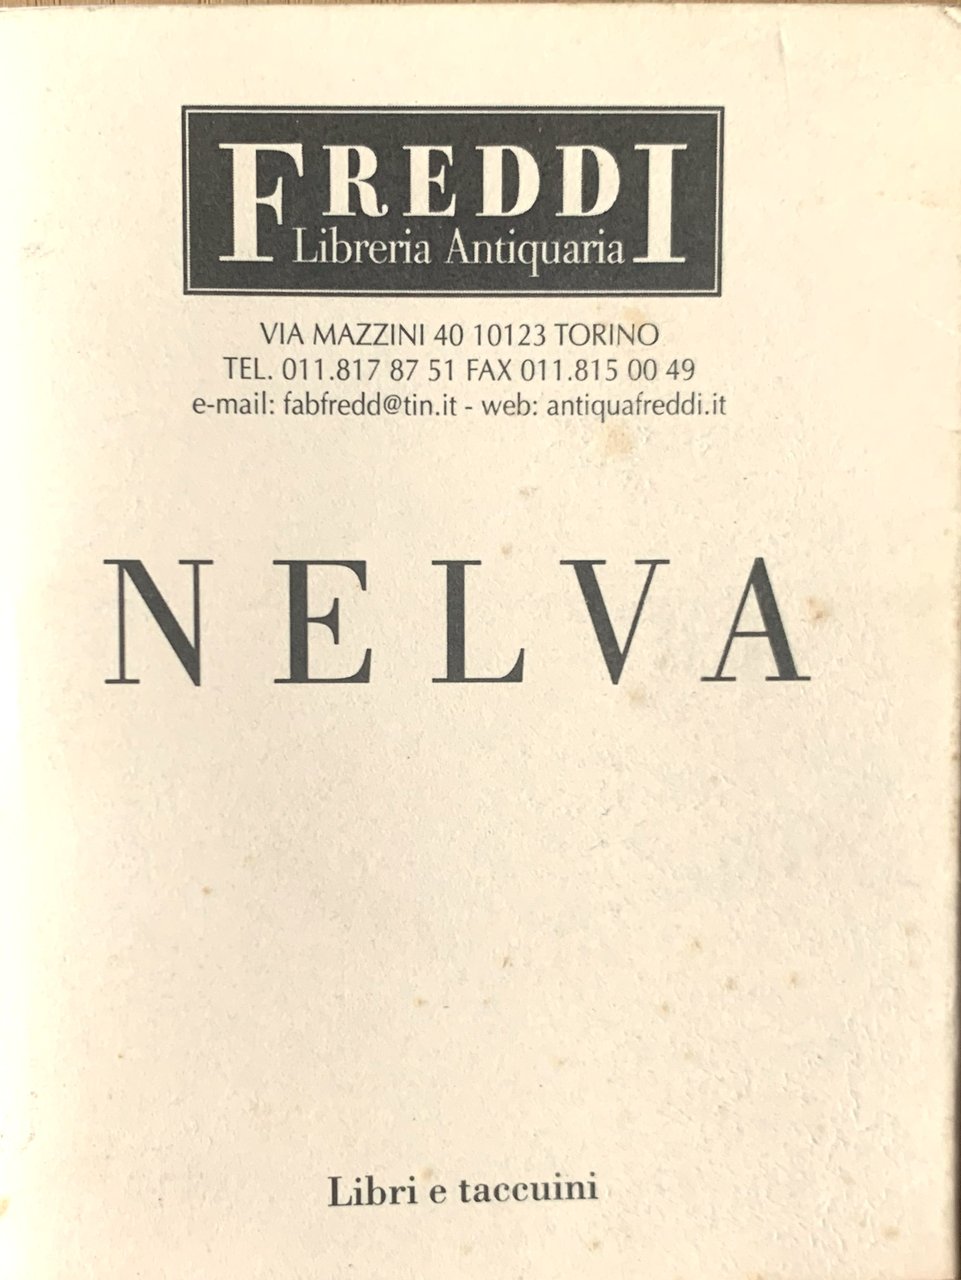 FREDDI
Libreria Antiquaria
VIA MAZZINI 40 10123 TORINO
TEL. 011.817 87 51 FAX 011.815 00 49
e-mail: fabfredd@tin.it - web: antiquafreddi.it
NELVA
Libri e taccuini